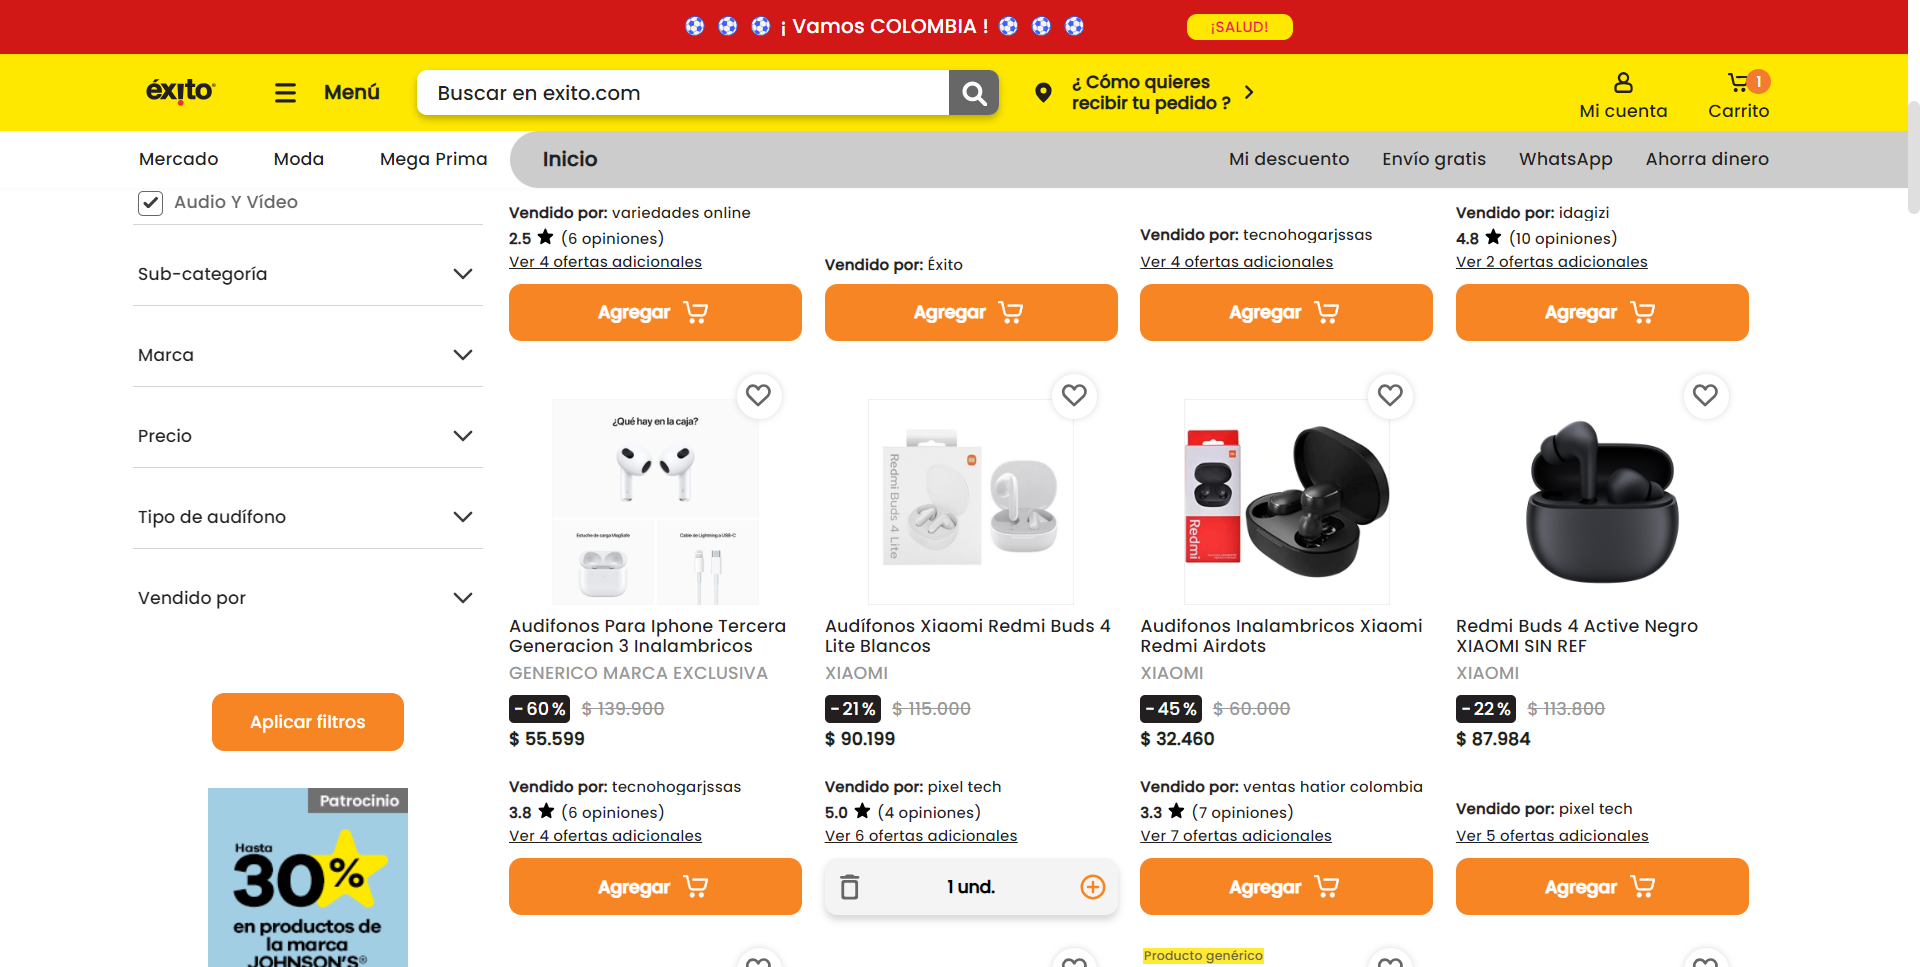 ¡ Vamos COLOMBIA !
¡SALUD!
éxito
Menú
Buscar en exito.com
¿ Cómo quieres
recibir tu pedido ?
Mi cuenta
1
Carrito
Mercado
Moda
Mega Prima
Inicio
Mi descuento
Envío gratis
WhatsApp
Ahorra dinero
Audio Y Vídeo
Sub-categoría
Marca
Precio
Tipo de audífono
Vendido por
Aplicar filtros
Patrocinio
Hasta
30%
en productos de
la marca
JOHNSON'S®
Vendido por: variedades online
2.5 ★ (6 opiniones)
Ver 4 ofertas adicionales
Agregar
Vendido por: Éxito
Agregar
Vendido por: tecnohogarjssas
Ver 4 ofertas adicionales
Agregar
Vendido por: idagizi
4.8 ★ (10 opiniones)
Ver 2 ofertas adicionales
Agregar
¿Qué hay en la caja?
Estuche de carga MagSafe
Cable de Lightning a USB-C
Audifonos Para Iphone Tercera
Generacion 3 Inalambricos
GENERICO MARCA EXCLUSIVA
-60% $ 139.900
$ 55.599
Vendido por: tecnohogarjssas
3.8 ★ (6 opiniones)
Ver 4 ofertas adicionales
Agregar
Redmi Buds 4 Lite
Audífonos Xiaomi Redmi Buds 4
Lite Blancos
XIAOMI
-21% $ 115.000
$ 90.199
Vendido por: pixel tech
5.0 ★ (4 opiniones)
Ver 6 ofertas adicionales
1 und.
Redmi
Audifonos Inalambricos Xiaomi
Redmi Airdots
XIAOMI
-45% $ 60.000
$ 32.460
Vendido por: ventas hatior colombia
3.3 ★ (7 opiniones)
Ver 7 ofertas adicionales
Agregar
Redmi Buds 4 Active Negro
XIAOMI SIN REF
XIAOMI
-22% $ 113.800
$ 87.984
Vendido por: pixel tech
Ver 5 ofertas adicionales
Agregar
Producto genérico